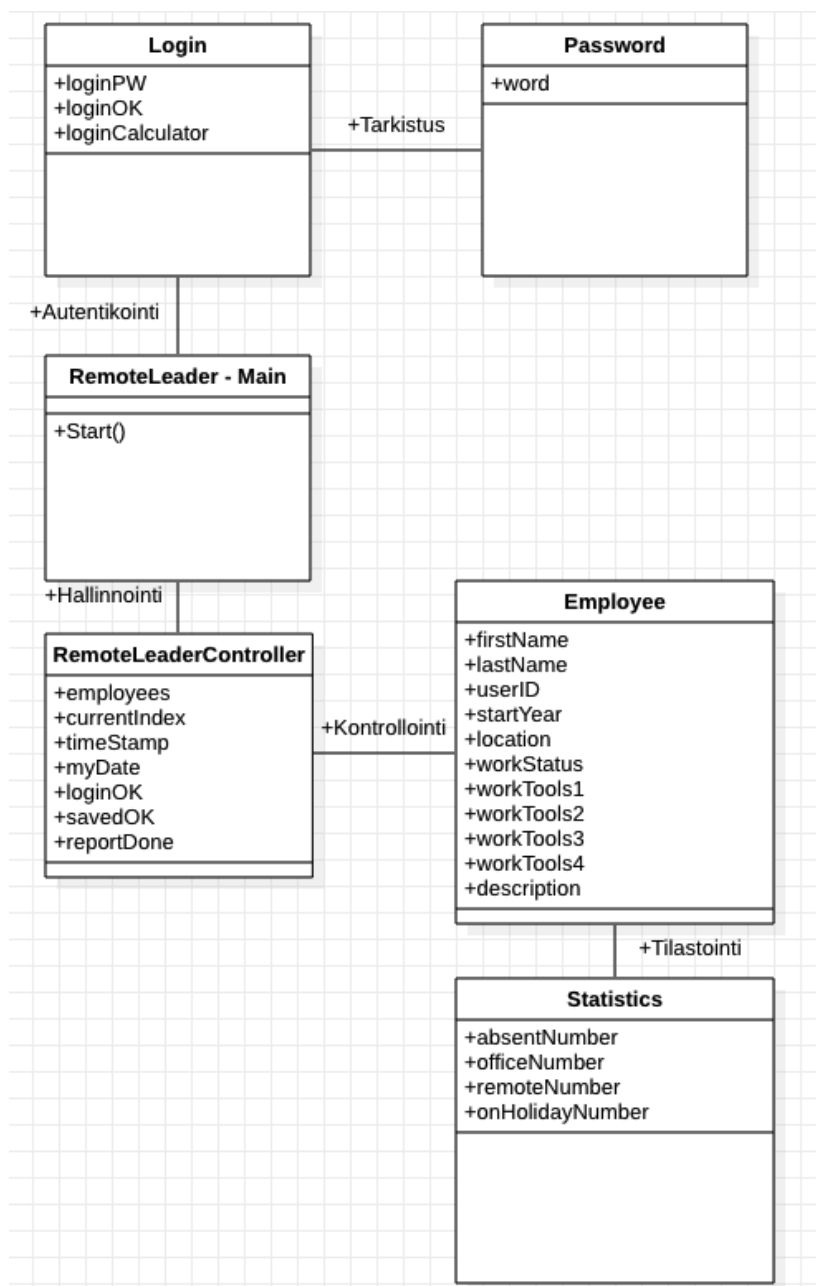 Login
+loginPW
+loginOK
+loginCalculator
+Tarkistus
Password
+word
+Autentikointi
RemoteLeader - Main
+Start()
+Hallinnointi
RemoteLeaderController
+employees
+currentIndex
+timeStamp
+myDate
+loginOK
+savedOK
+reportDone
+Kontrollointi
Employee
+firstName
+lastName
+userID
+startYear
+location
+workStatus
+workTools1
+workTools2
+workTools3
+workTools4
+description
+Tilastointi
Statistics
+absentNumber
+officeNumber
+remoteNumber
+onHolidayNumber